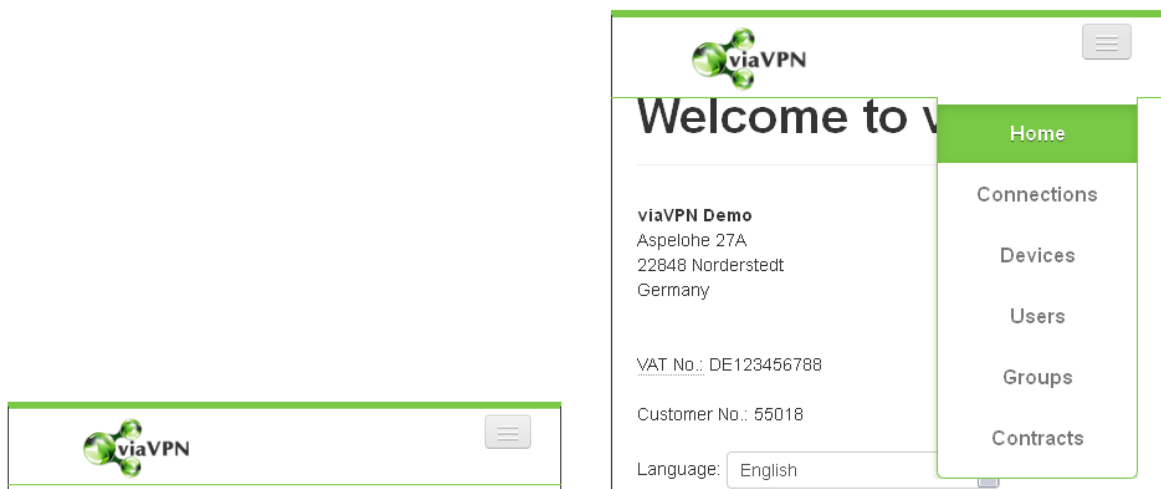 viaVPN
viaVPN
Welcome to v
Home
Connections
Devices
Users
Groups
Contracts
viaVPN Demo
Aspelohe 27A
22848 Norderstedt
Germany
VAT No.: DE123456788
Customer No.: 55018
Language: English